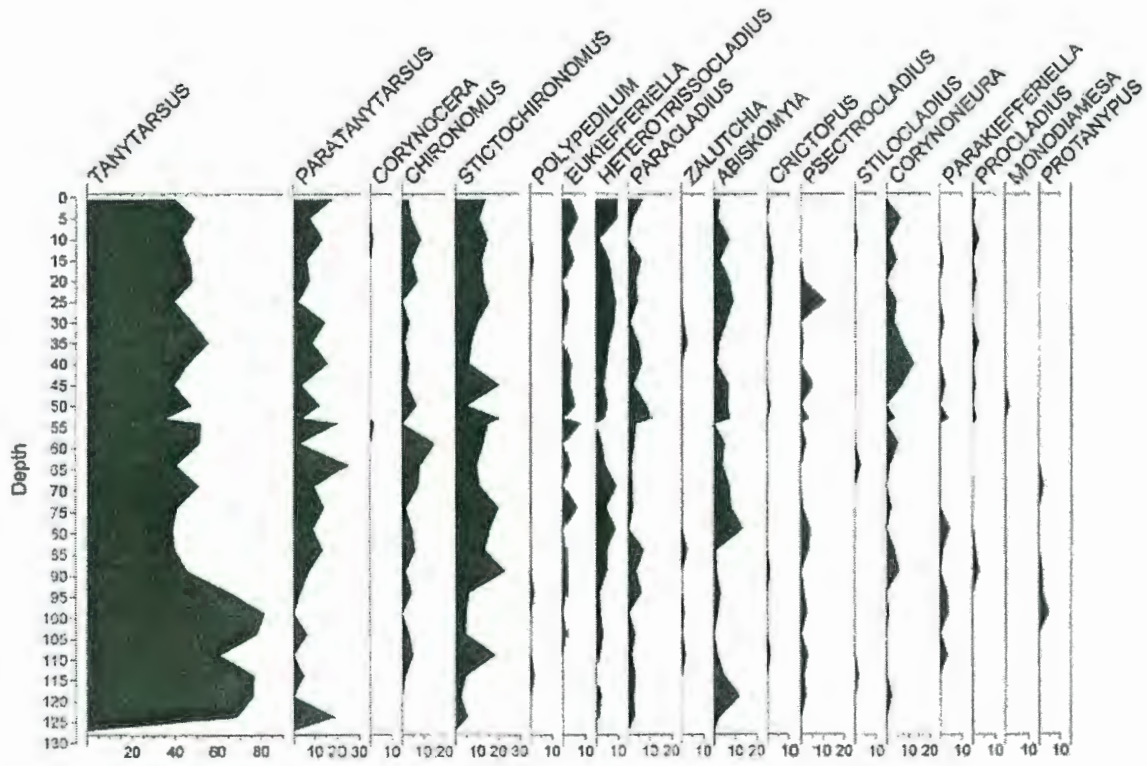 TANYTARSUS
PARATANYTARSUS
CORYNOCERA
CHIRONOMUS
STICTOCHIRONOMUS
POLYPEDILUM
EUKIEFFERIELLA
HETEROTRISSOCLADIUS
PARACLADIUS
ZALUTCHIA
ABISKOMYIA
CRICTOPUS
PSECTROCLADIUS
STILOCLADIUS
CORYNONEURA
PARAKIEFFERIELLA
PROCLADIUS
MONODIAMESA
PROTANYPUS
Depth
0
5
10
15
20
25
30
35
40
45
50
55
60
65
70
75
80
85
90
95
100
105
110
115
120
125
130
20 40 60 80 10 20 30 10 10 20 10 20 30 10 10 10 10 20 10 10 20 10 10 20 10 10 20 10 10 10 10